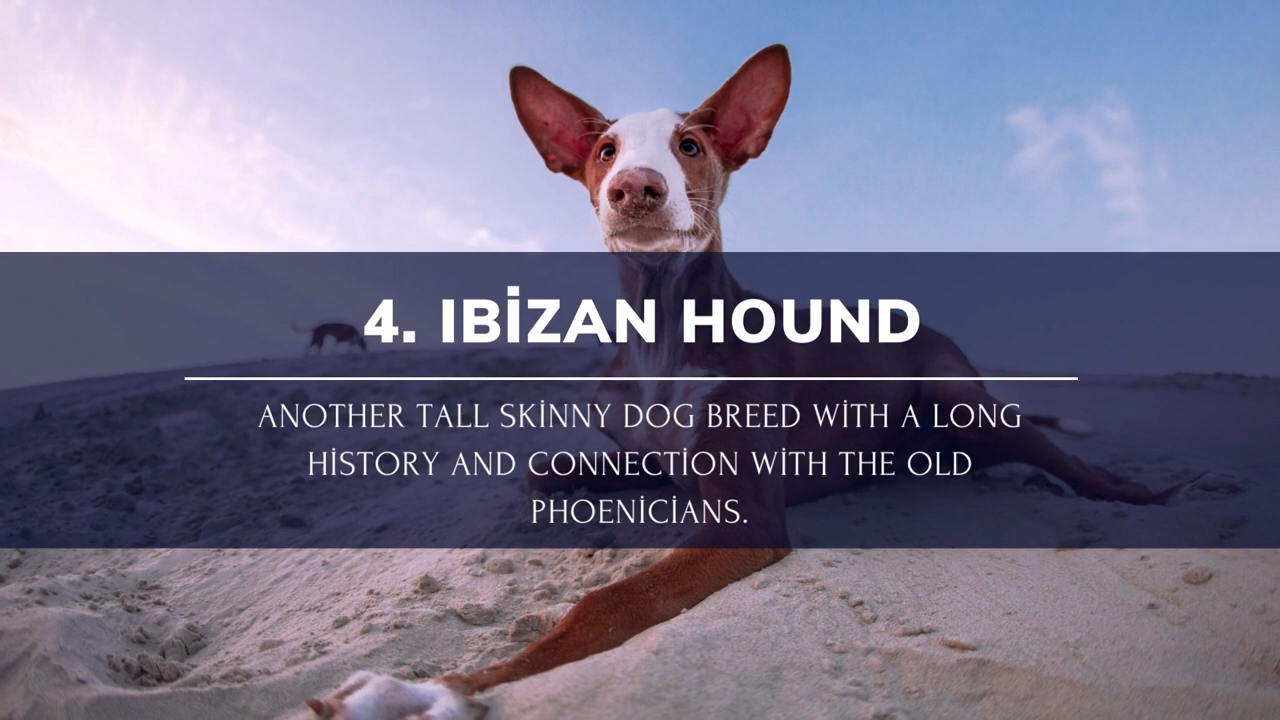 4. IBİZAN HOUND
ANOTHER TALL SKİNNY DOG BREED WİTH A LONG
HİSTORY AND CONNECTİON WİTH THE OLD
PHOENİCİANS.